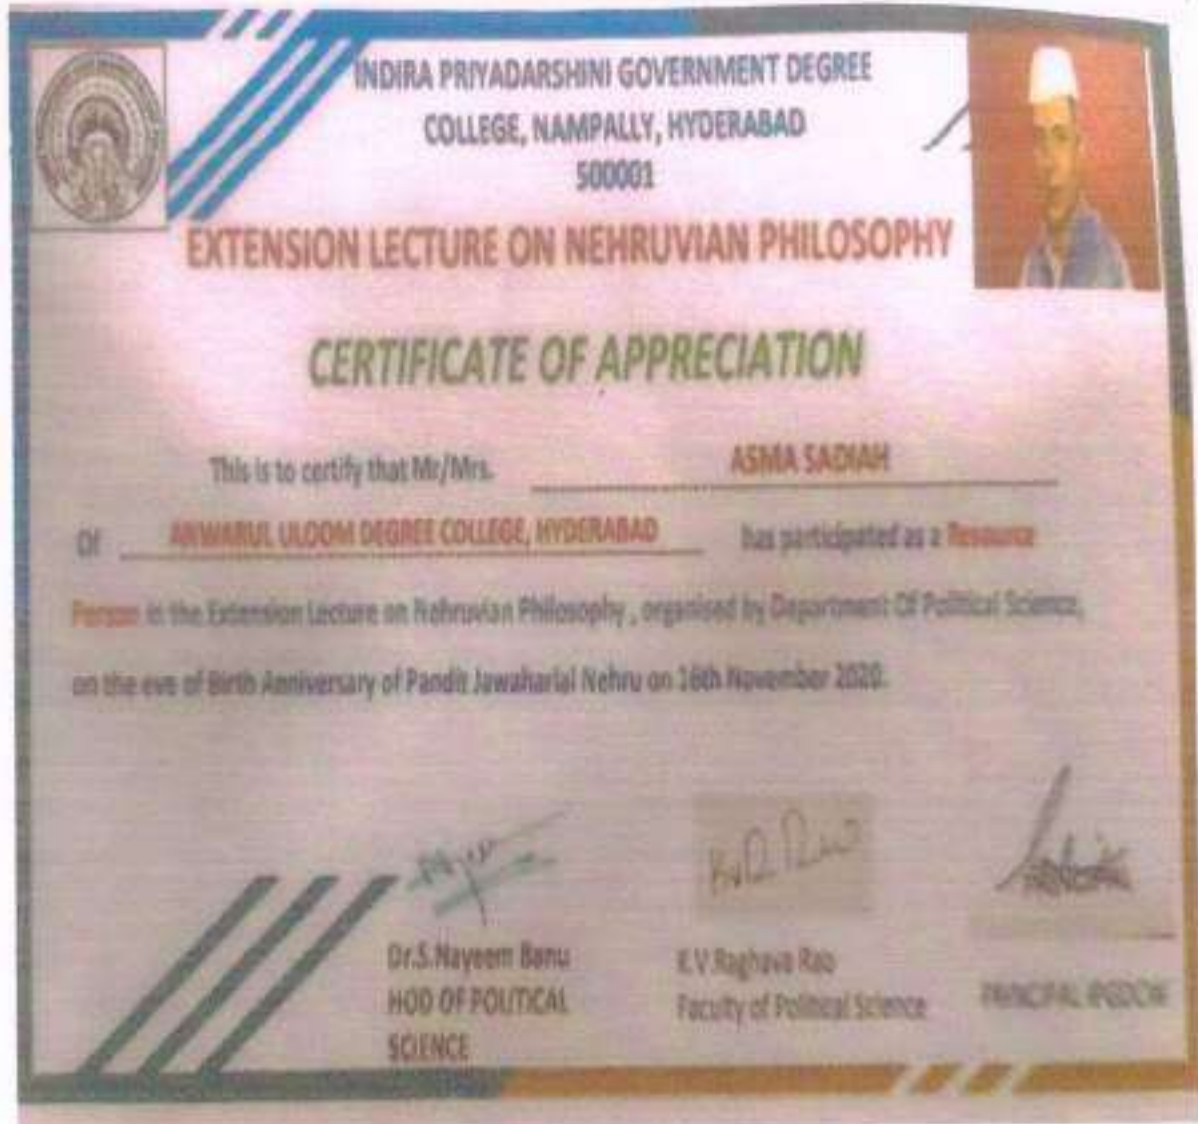 INDIRA PRIYADARSHINI GOVERNMENT DEGREE
COLLEGE, NAMPALLY, HYDERABAD
500001
EXTENSION LECTURE ON NEHRUVIAN PHILOSOPHY
CERTIFICATE OF APPRECIATION
This is to certify that Mr/Mrs. ASMA SADIAH
Of ANWARUL ULOOM DEGREE COLLEGE, HYDERABAD has participated as a Resource
Person in the Extension Lecture on Nehruvian Philosophy , organised by Department Of Political Science,
on the eve of Birth Anniversary of Pandit Jawaharlal Nehru on 16th November 2020.
Dr.S.Nayeem Banu
HOD OF POLITICAL
SCIENCE
K.V.Raghava Rao
Faculty of Political Science
PRINCIPAL IPGDCW